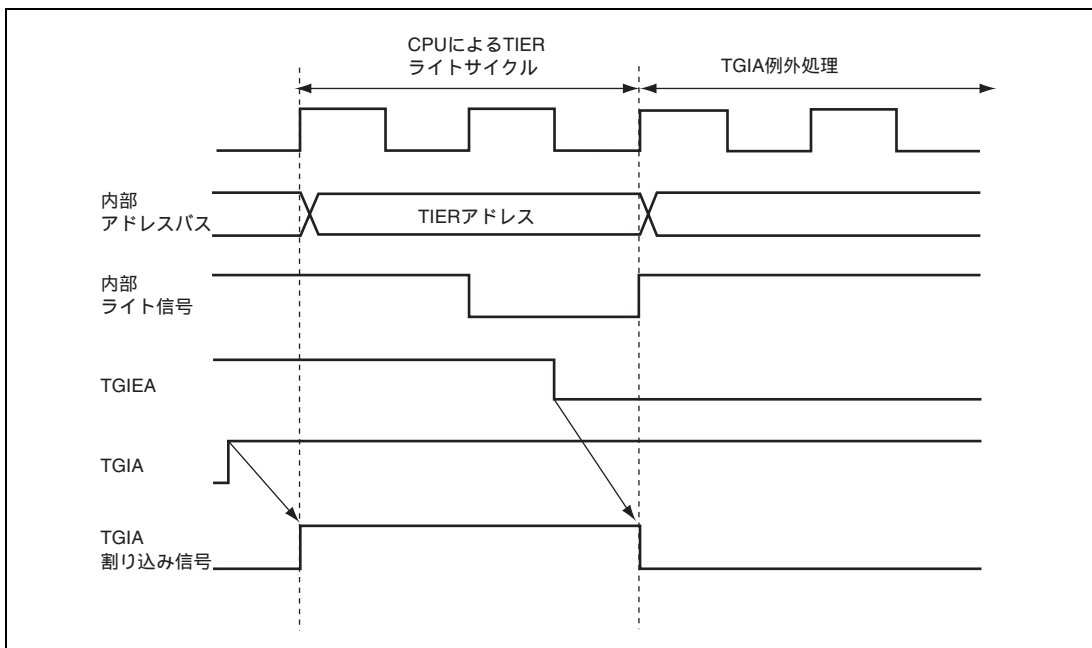 CPUによるTIER
ライトサイクル
TGIA例外処理
内部
アドレスバス
TIERアドレス
内部
ライト信号
TGIEA
TGIA
TGIA
割り込み信号